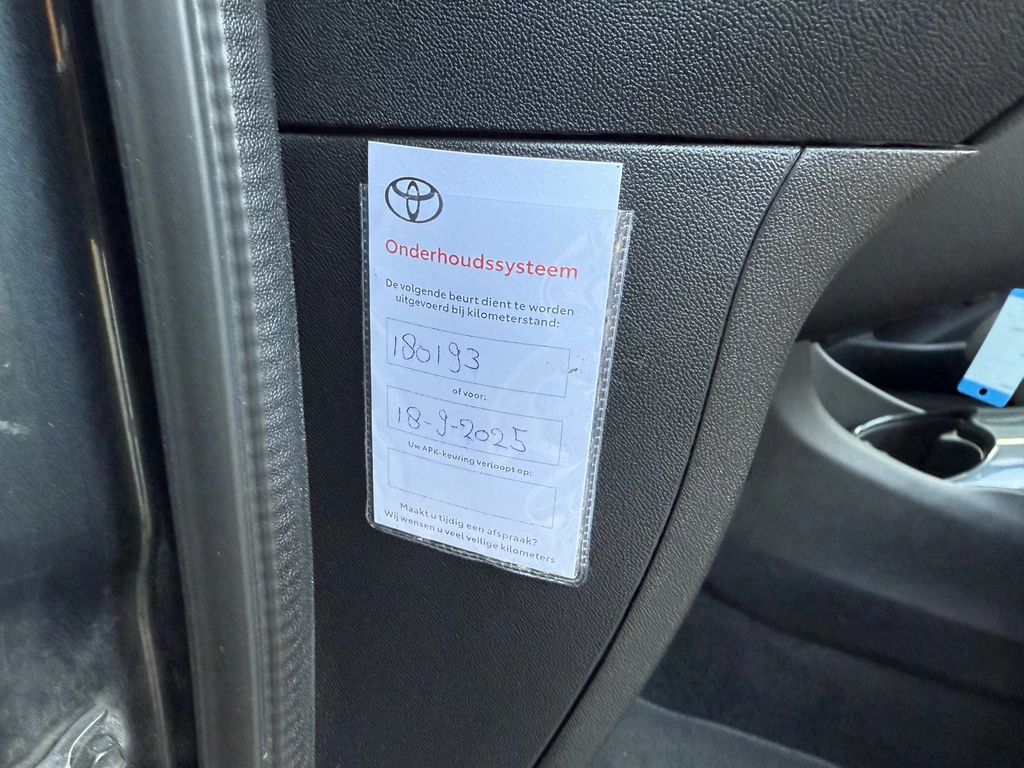 Onderhoudssysteem
De volgende beurt dient te worden
uitgevoerd bij kilometerstand:
180193
of voor:
18-9-2025
Uw APK-keuring verloopt op:
Maakt u tijdig een afspraak?
Wij wensen u veel veilige kilometers